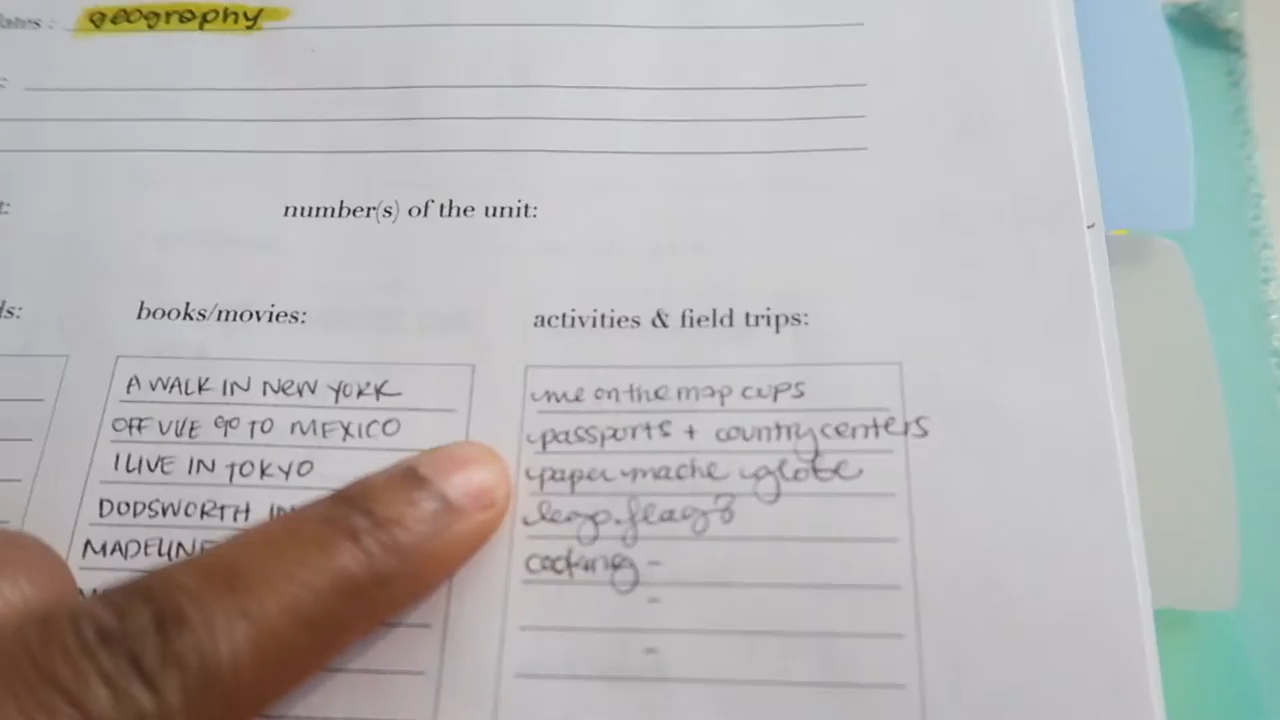 geography
number(s) of the unit:
books/movies:
A WALK IN NEW YORK
OFF WE GO TO MEXICO
I LIVE IN TOKYO
DODSWORTH IN
MADELINE
activities & field trips:
me on the map cups
passports + country centers
paper mache globe
lego flags
cooking -
-
-